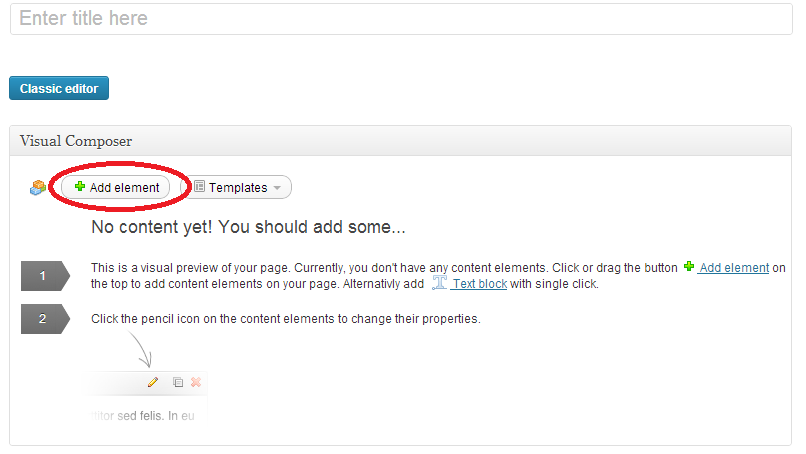 Enter title here
Classic editor
Visual Composer
Add element
Templates
No content yet! You should add some...
1
This is a visual preview of your page. Currently, you don't have any content elements. Click or drag the button Add element on
the top to add content elements on your page. Alternativly add Text block with single click.
2
Click the pencil icon on the content elements to change their properties.
titor sed felis. In eu